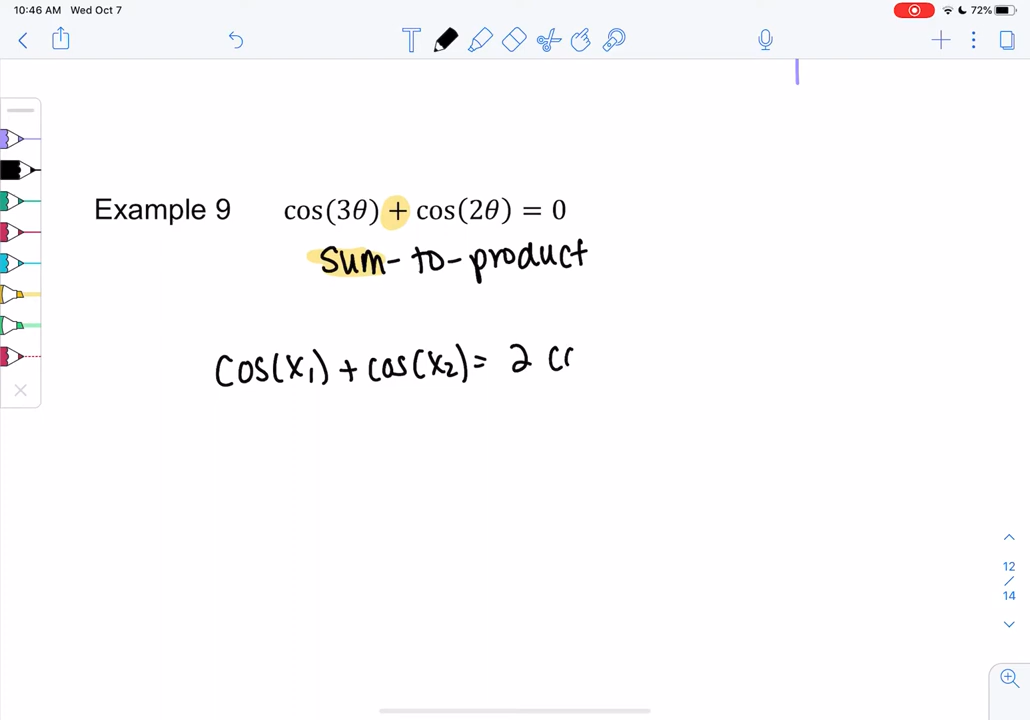 10:46 AM Wed Oct 7
72%
T
Example 9 cos(3θ) + cos(2θ) = 0
Sum-to-product
Cos(x₁) + cos(x₂) = 2 co
12
/
14